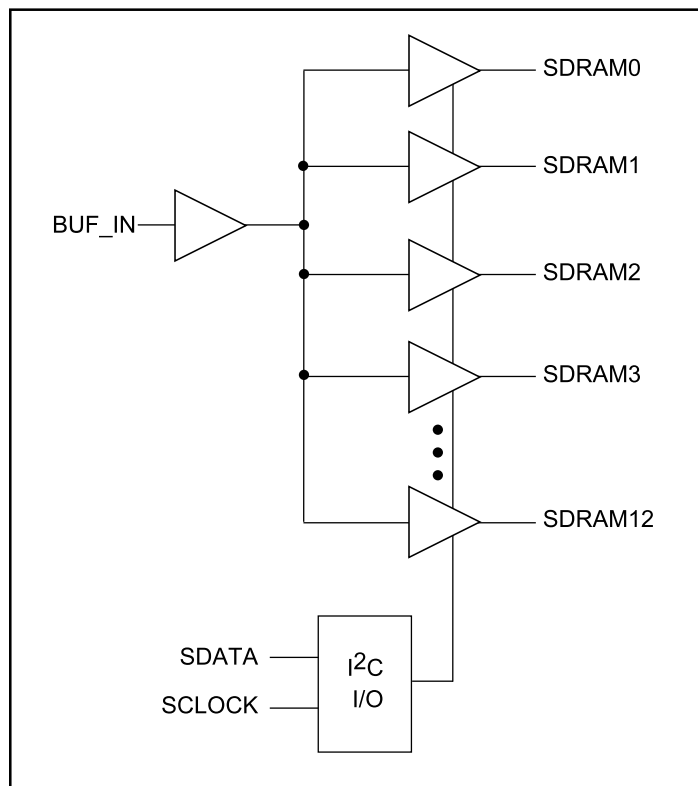 SDRAM0
SDRAM1
BUF_IN
SDRAM2
SDRAM3
SDRAM12
SDATA
SCLOCK
I²C
I/O